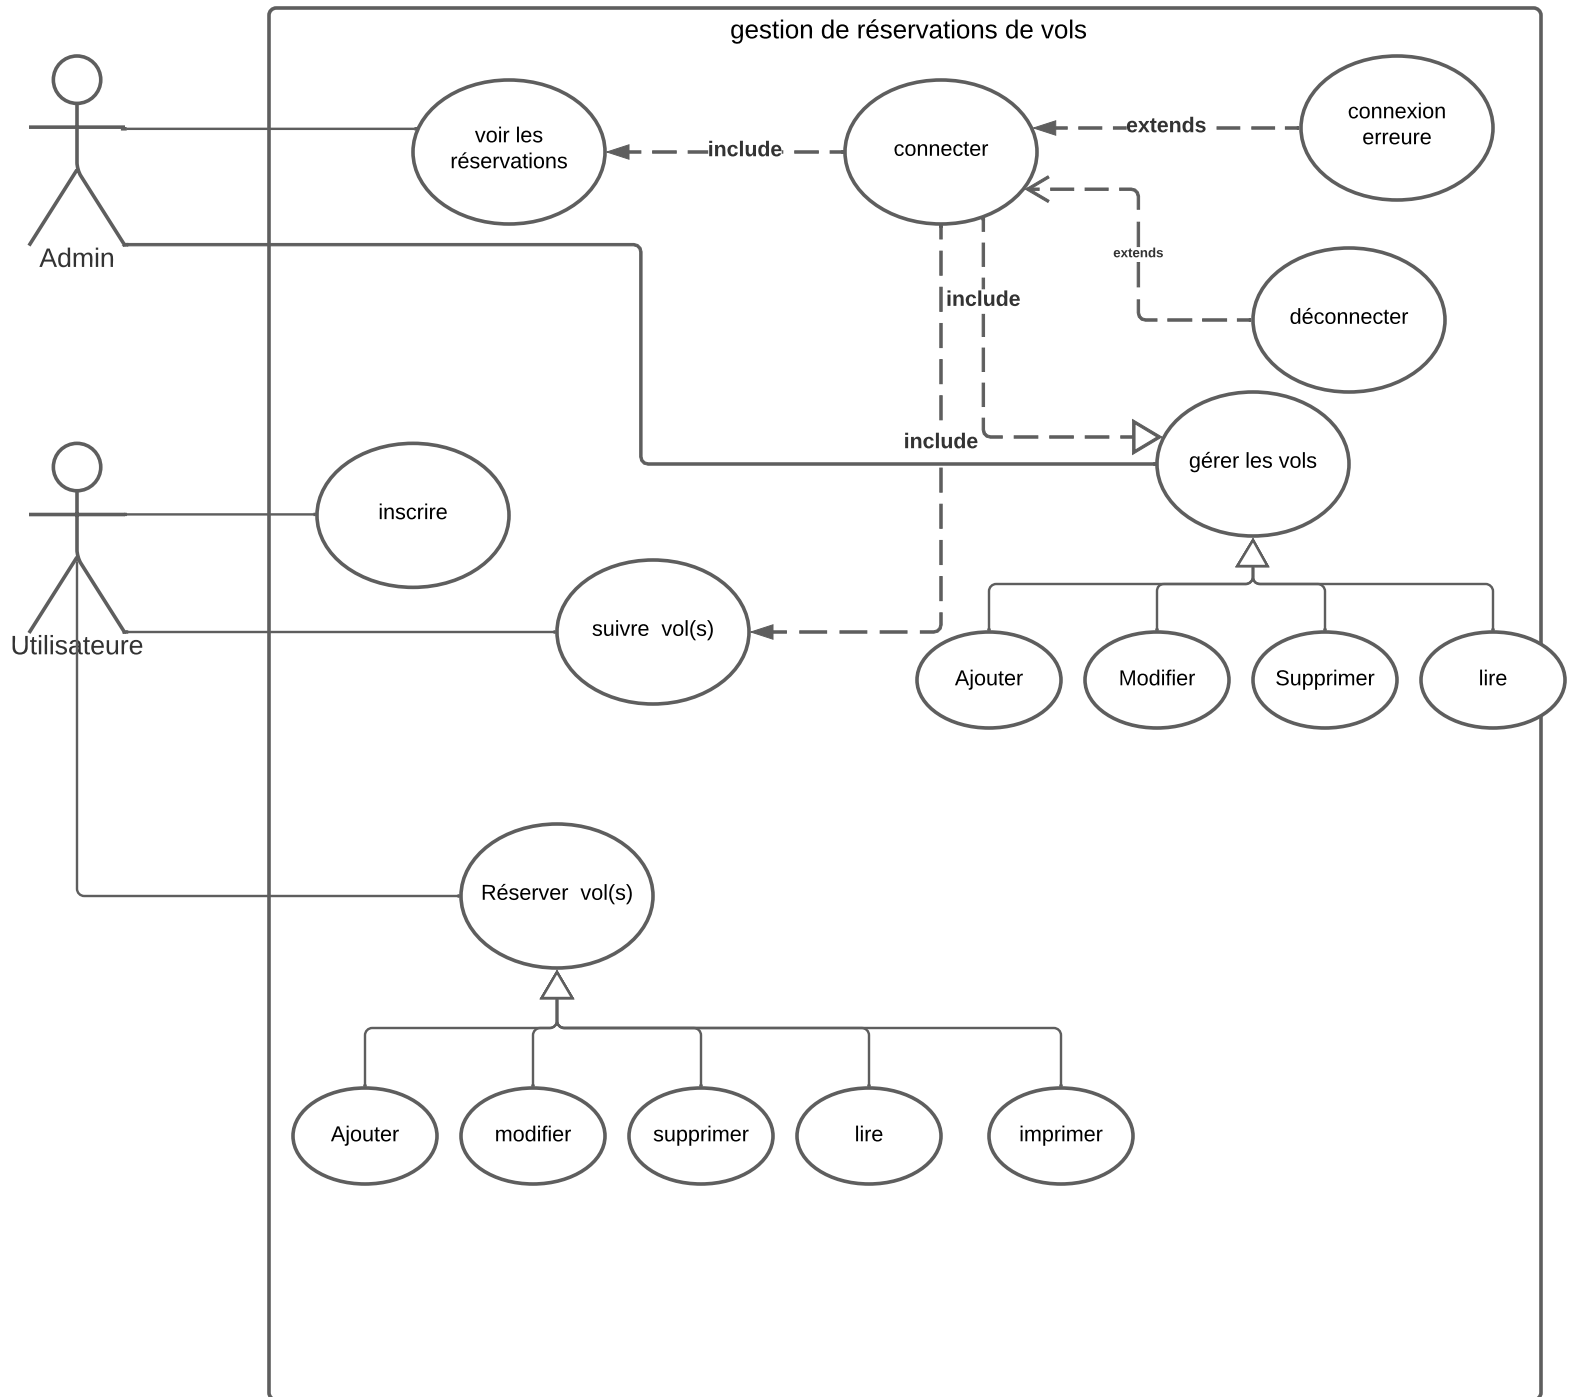 gestion de réservations de vols
voir les
réservations
include
connecter
extends
connexion
erreure
Admin
extends
include
déconnecter
include
gérer les vols
inscrire
suivre vol(s)
Utilisateure
Ajouter
Modifier
Supprimer
lire
Réserver vol(s)
Ajouter
modifier
supprimer
lire
imprimer